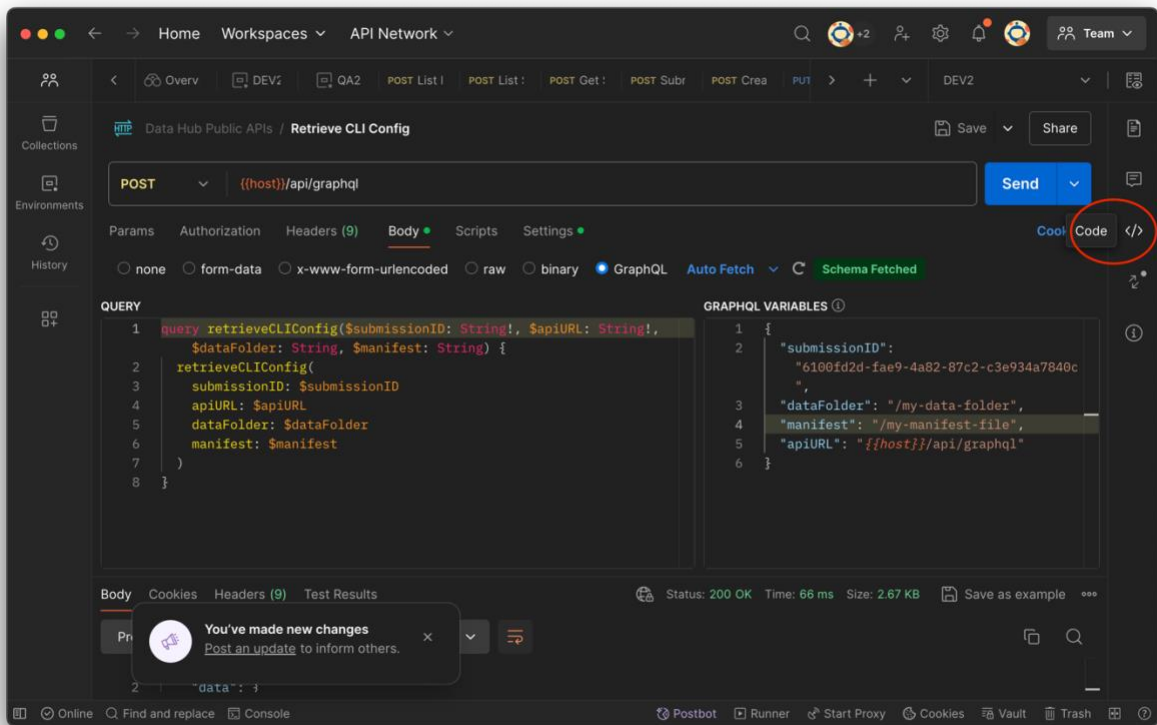 Home Workspaces API Network +2 Team
Overv DEV2 QA2 POST List I POST List : POST Get : POST Subr POST Crea PUT DEV2
HTTP Data Hub Public APIs / Retrieve CLI Config Save Share
Collections
POST {{host}}/api/graphql Send
Environments
Params Authorization Headers (9) Body Scripts Settings Cook Code </>
History
none form-data x-www-form-urlencoded raw binary GraphQL Auto Fetch Schema Fetched
QUERY
1 query retrieveCLIConfig($submissionID: String!, $apiURL: String!,
$dataFolder: String, $manifest: String) {
2 retrieveCLIConfig(
3 submissionID: $submissionID
4 apiURL: $apiURL
5 dataFolder: $dataFolder
6 manifest: $manifest
7 )
8 }
GRAPHQL VARIABLES
1 {
2 "submissionID":
"6100fd2d-fae9-4a82-87c2-c3e934a7840c
",
3 "dataFolder": "/my-data-folder",
4 "manifest": "/my-manifest-file",
5 "apiURL": "{{host}}/api/graphql"
6 }
Body Cookies Headers (9) Test Results Status: 200 OK Time: 66 ms Size: 2.67 KB Save as example
Pr
You've made new changes
Post an update to inform others.
2 "data": {
Online Find and replace Console Postbot Runner Start Proxy Cookies Vault Trash